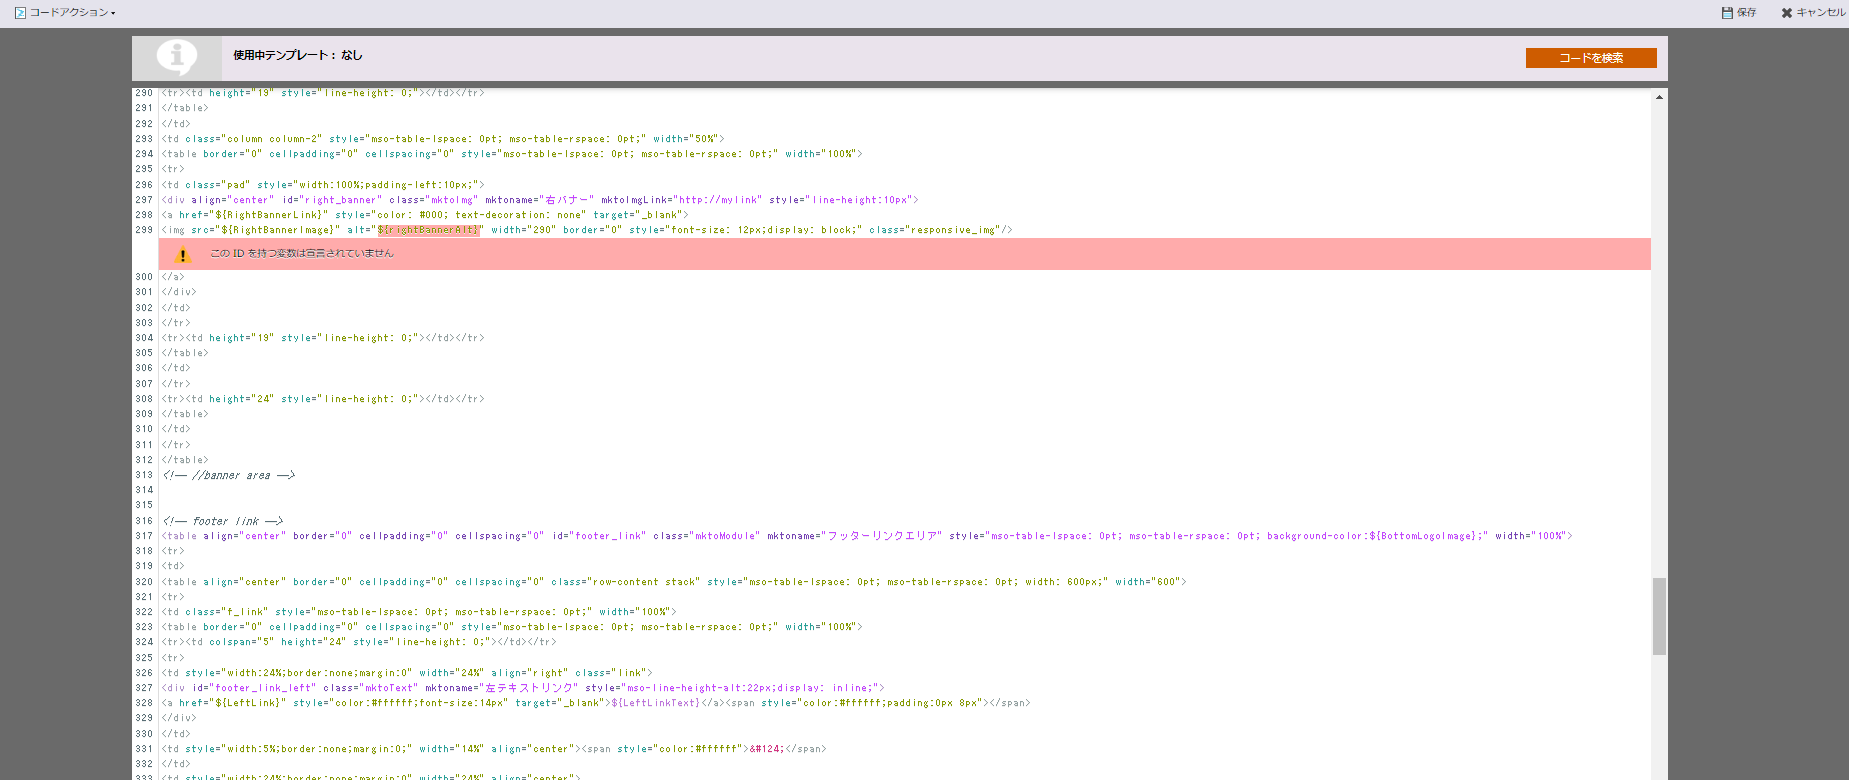 コードアクション
保存 キャンセル
使用中テンプレート： なし
コードを検索
290 <tr><td height="19" style="line-height: 0;"></td></tr>
291 </table>
292 </td>
293 <td class="column column-2" style="mso-table-lspace: 0pt; mso-table-rspace: 0pt;" width="50%">
294 <table border="0" cellpadding="0" cellspacing="0" style="mso-table-lspace: 0pt; mso-table-rspace: 0pt;" width="100%">
295 <tr>
296 <td class="pad" style="width:100%;padding-left:10px;">
297 <div align="center" id="right_banner" class="mktoImg" mktoname="右バナー" mktoImgLink="http://mylink" style="line-height:10px">
298 <a href="${RightBannerLink}" style="color: #000; text-decoration: none" target="_blank">
299 <img src="${RightBannerImage}" alt="${rightBannerAlt}" width="290" border="0" style="font-size: 12px;display: block;" class="responsive_img"/>
この ID を持つ変数は宣言されていません
300 </a>
301 </div>
302 </td>
303 </tr>
304 <tr><td height="19" style="line-height: 0;"></td></tr>
305 </table>
306 </td>
307 </tr>
308 <tr><td height="24" style="line-height: 0;"></td></tr>
309 </table>
310 </td>
311 </tr>
312 </table>
313 <!-- //banner area -->
314
315
316 <!-- footer link -->
317 <table align="center" border="0" cellpadding="0" cellspacing="0" id="footer_link" class="mktoModule" mktoname="フッターリンクエリア" style="mso-table-lspace: 0pt; mso-table-rspace: 0pt; background-color:${BottomLogoImage};" width="100%">
318 <tr>
319 <td>
320 <table align="center" border="0" cellpadding="0" cellspacing="0" class="row-content stack" style="mso-table-lspace: 0pt; mso-table-rspace: 0pt; width: 600px;" width="600">
321 <tr>
322 <td class="f_link" style="mso-table-lspace: 0pt; mso-table-rspace: 0pt;" width="100%">
323 <table border="0" cellpadding="0" cellspacing="0" style="mso-table-lspace: 0pt; mso-table-rspace: 0pt;" width="100%">
324 <tr><td colspan="5" height="24" style="line-height: 0;"></td></tr>
325 <tr>
326 <td style="width:24%;border:none;margin:0" width="24%" align="right" class="link">
327 <div id="footer_link_left" class="mktoText" mktoname="左テキストリンク" style="mso-line-height-alt:22px;display: inline;">
328 <a href="${LeftLink}" style="color:#ffffff;font-size:14px" target="_blank">${LeftLinkText}</a><span style="color:#ffffff;padding:0px 8px"></span>
329 </div>
330 </td>
331 <td style="width:5%;border:none;margin:0;" width="14%" align="center"><span style="color:#ffffff">&#124;</span>
332 </td>
333 <td style="width:24%;border:none;margin:0" width="24%" align="center">